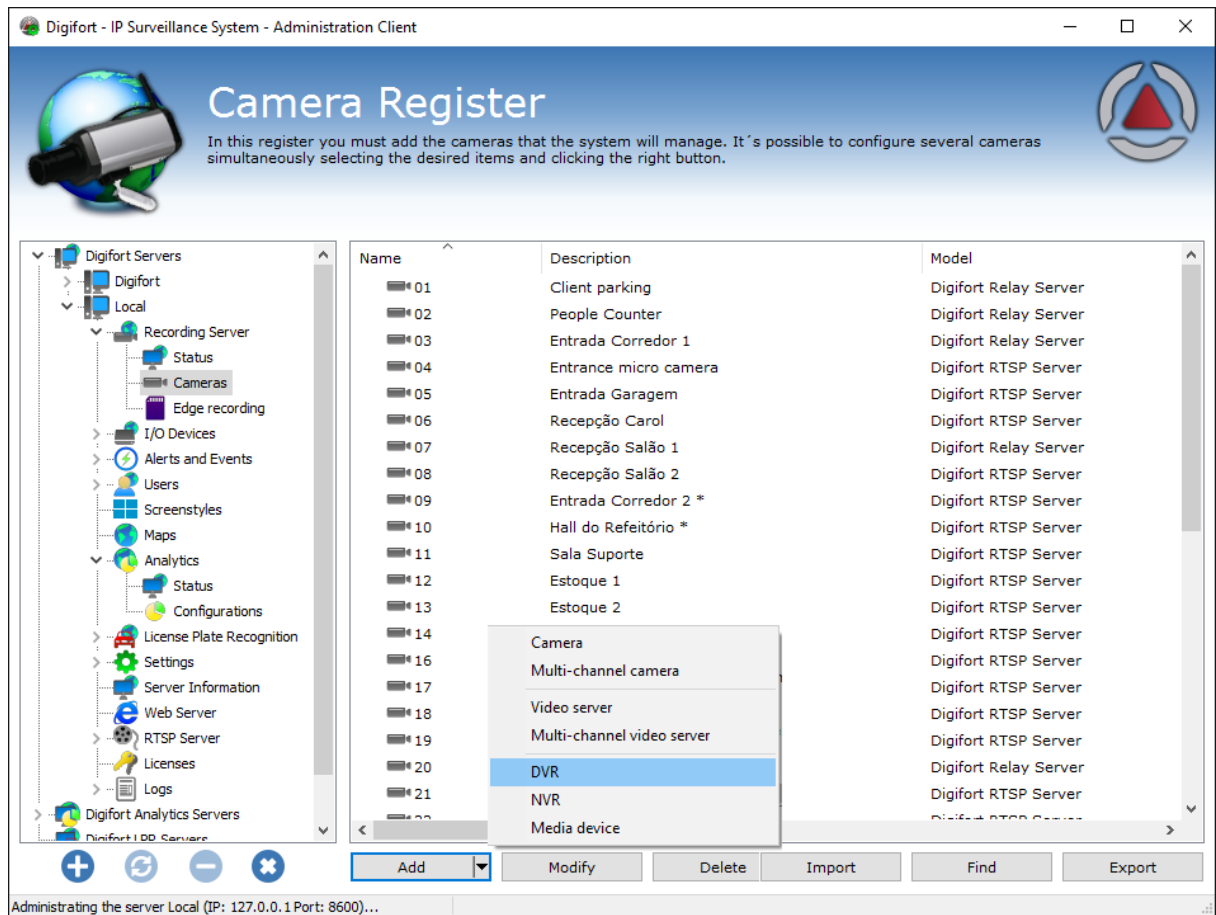 Digifort - IP Surveillance System - Administration Client
Camera Register
In this register you must add the cameras that the system will manage. It´s possible to configure several cameras
simultaneously selecting the desired items and clicking the right button.
Digifort Servers
Digifort
Local
Recording Server
Status
Cameras
Edge recording
I/O Devices
Alerts and Events
Users
Screenstyles
Maps
Analytics
Status
Configurations
License Plate Recognition
Settings
Server Information
Web Server
RTSP Server
Licenses
Logs
Digifort Analytics Servers
Digifort LPR Servers
Name Description Model
01 Client parking Digifort Relay Server
02 People Counter Digifort Relay Server
03 Entrada Corredor 1 Digifort Relay Server
04 Entrance micro camera Digifort RTSP Server
05 Entrada Garagem Digifort RTSP Server
06 Recepção Carol Digifort RTSP Server
07 Recepção Salão 1 Digifort Relay Server
08 Recepção Salão 2 Digifort RTSP Server
09 Entrada Corredor 2 * Digifort RTSP Server
10 Hall do Refeitório * Digifort RTSP Server
11 Sala Suporte Digifort RTSP Server
12 Estoque 1 Digifort RTSP Server
13 Estoque 2 Digifort RTSP Server
14 Digifort RTSP Server
16 Digifort RTSP Server
17 Digifort RTSP Server
18 Digifort RTSP Server
19 Digifort RTSP Server
20 Digifort Relay Server
21 Digifort RTSP Server
22 Digifort RTSP Server
Camera
Multi-channel camera
Video server
Multi-channel video server
DVR
NVR
Media device
Add Modify Delete Import Find Export
Administrating the server Local (IP: 127.0.0.1 Port: 8600)...